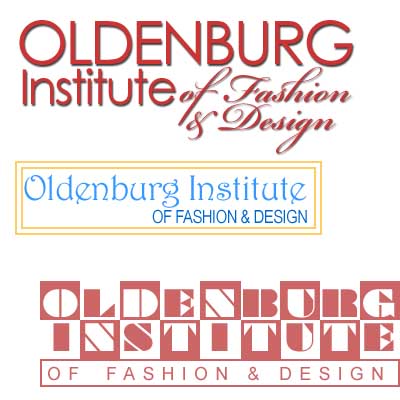 OLDENBURG
Institute of Fashion
& Design
Oldenburg Institute
OF FASHION & DESIGN
OLDENBURG
INSTITUTE
OF FASHION & DESIGN